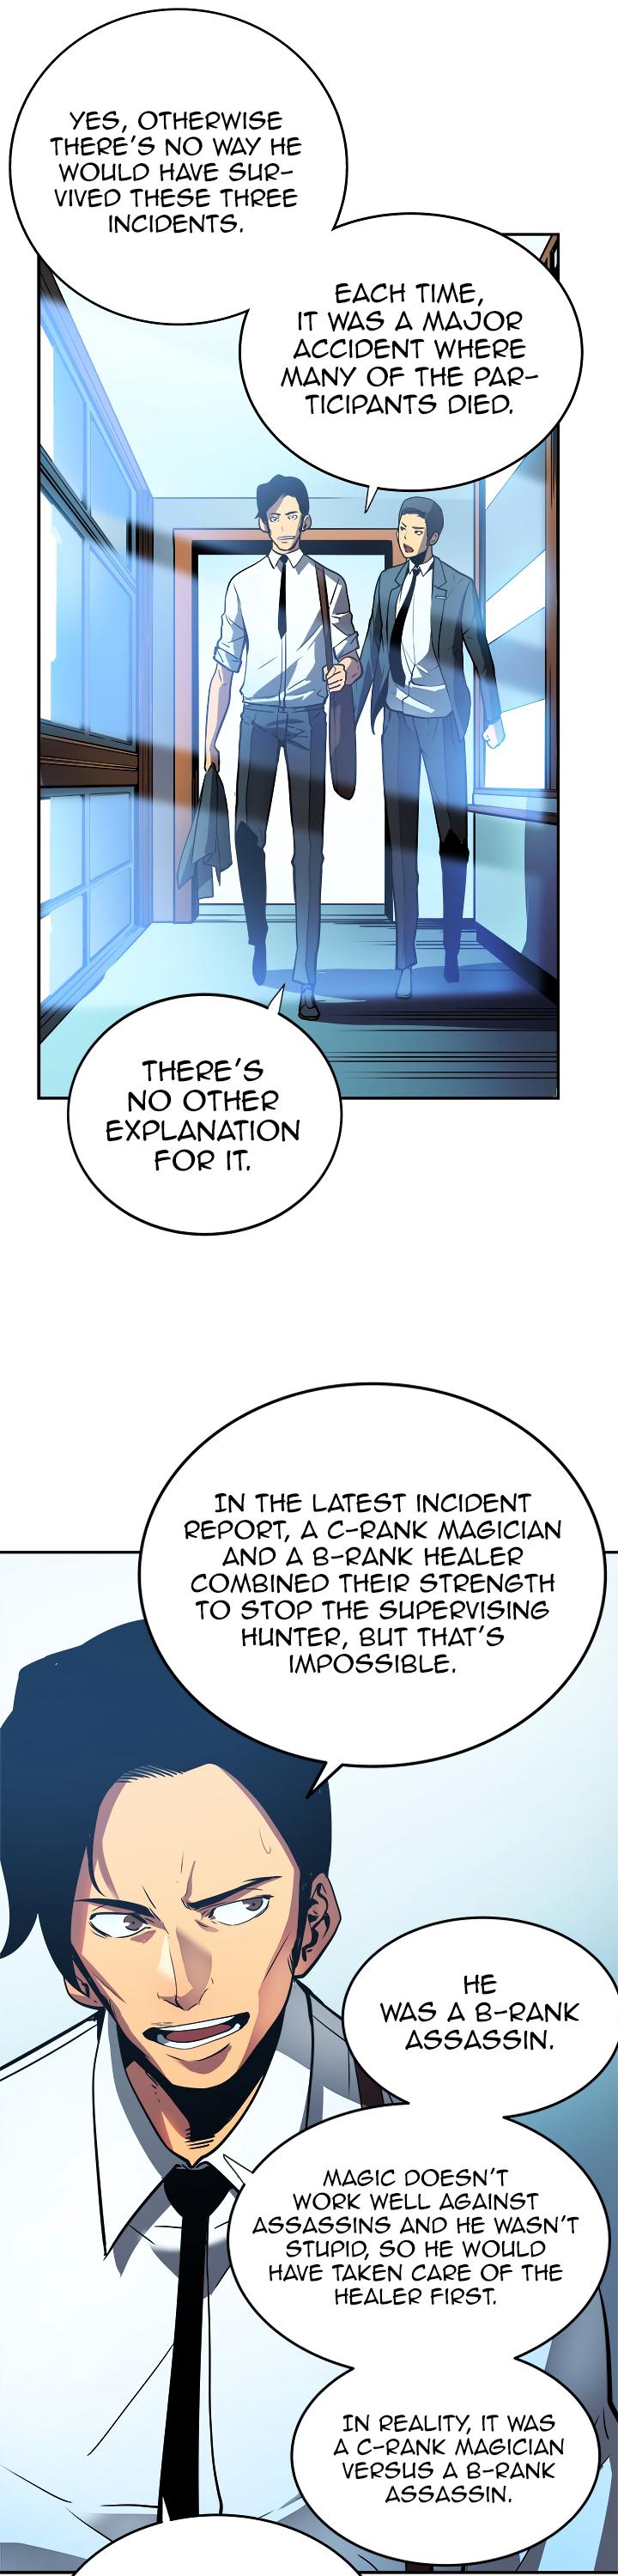 YES, OTHERWISE
THERE'S NO WAY HE
WOULD HAVE SUR-
VIVED THESE THREE
INCIDENTS.
EACH TIME,
IT WAS A MAJOR
ACCIDENT WHERE
MANY OF THE PAR-
TICIPANTS DIED.
THERE'S
NO OTHER
EXPLANATION
FOR IT.
IN THE LATEST INCIDENT
REPORT, A C-RANK MAGICIAN
AND A B-RANK HEALER
COMBINED THEIR STRENGTH
TO STOP THE SUPERVISING
HUNTER, BUT THAT'S
IMPOSSIBLE.
HE
WAS A B-RANK
ASSASSIN.
MAGIC DOESN'T
WORK WELL AGAINST
ASSASSINS AND HE WASN'T
STUPID, SO HE WOULD
HAVE TAKEN CARE OF THE
HEALER FIRST.
IN REALITY, IT WAS
A C-RANK MAGICIAN
VERSUS A B-RANK
ASSASSIN.